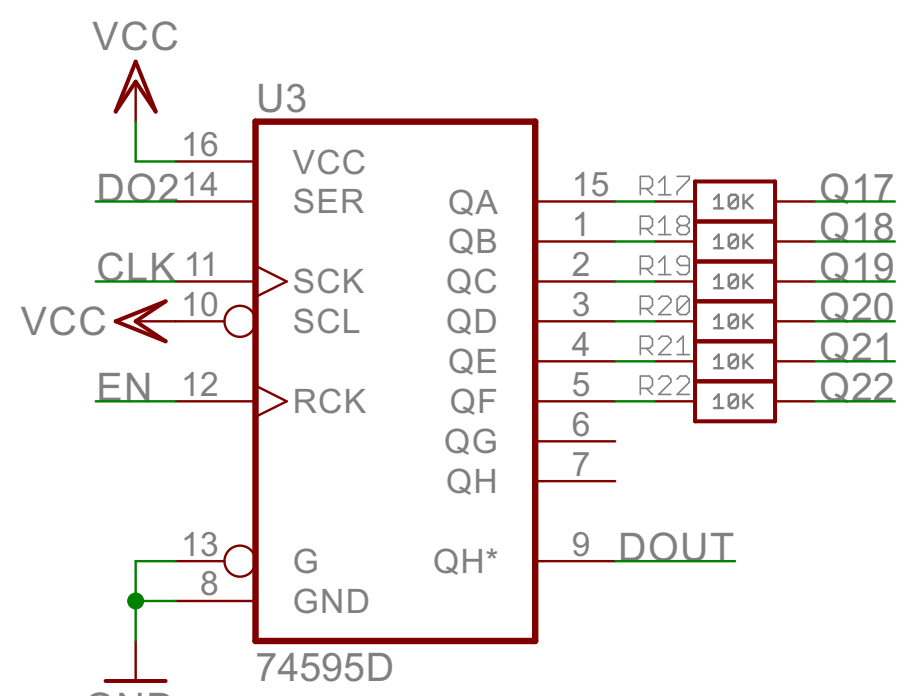 VCC
U3
16 VCC
DO2 14 SER QA 15 R17 10K Q17
QB 1 R18 10K Q18
CLK 11 SCK QC 2 R19 10K Q19
VCC 10 SCL QD 3 R20 10K Q20
QE 4 R21 10K Q21
EN 12 RCK QF 5 R22 10K Q22
QG 6
QH 7
13 G QH* 9 DOUT
8 GND
74595D
GND